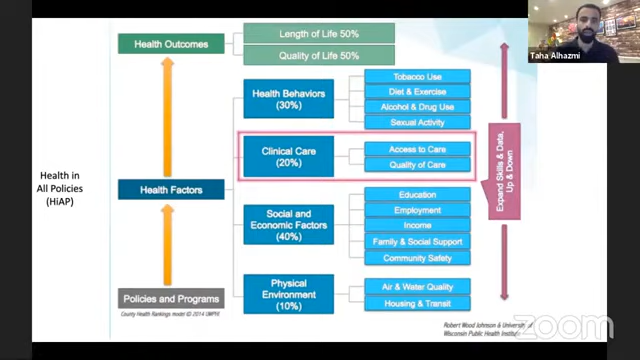 Taha Alhazmi
Health in
All Policies
(HiAP)
Health Outcomes
Length of Life 50%
Quality of Life 50%
Health Factors
Policies and Programs
Health Behaviors
(30%)
Tobacco Use
Diet & Exercise
Alcohol & Drug Use
Sexual Activity
Clinical Care
(20%)
Access to Care
Quality of Care
Social and
Economic Factors
(40%)
Education
Employment
Income
Family & Social Support
Community Safety
Physical
Environment
(10%)
Air & Water Quality
Housing & Transit
Expand Skills & Data,
Up & Down
County Health Rankings model © 2014 UWPHI
Robert Wood Johnson & University of
Wisconsin Public Health Institute
zoom